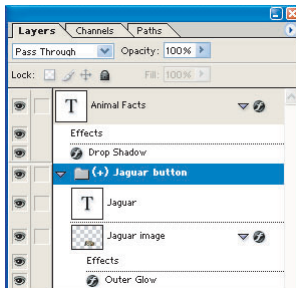 Layers Channels Paths
Pass Through Opacity: 100%
Lock: Fill: 100%
T Animal Facts
Effects
Drop Shadow
(+) Jaguar button
T Jaguar
Jaguar image
Effects
Outer Glow